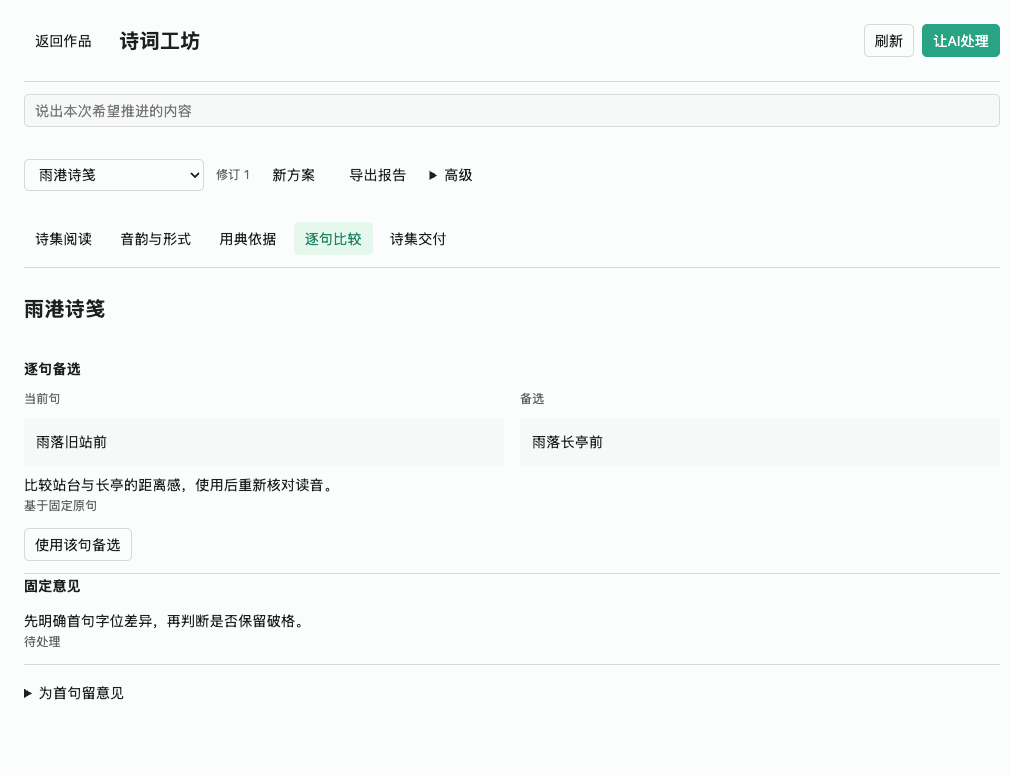 返回作品 诗词工坊 刷新 让AI处理
说出本次希望推进的内容
雨港诗笺 修订 1 新方案 导出报告 ▶ 高级
诗集阅读 音韵与形式 用典依据 逐句比较 诗集交付
雨港诗笺
逐句备选
当前句 备选
雨落旧站前 雨落长亭前
比较站台与长亭的距离感，使用后重新核对读音。
基于固定原句
使用该句备选
固定意见
先明确首句字位差异，再判断是否保留破格。
待处理
▶ 为首句留意见